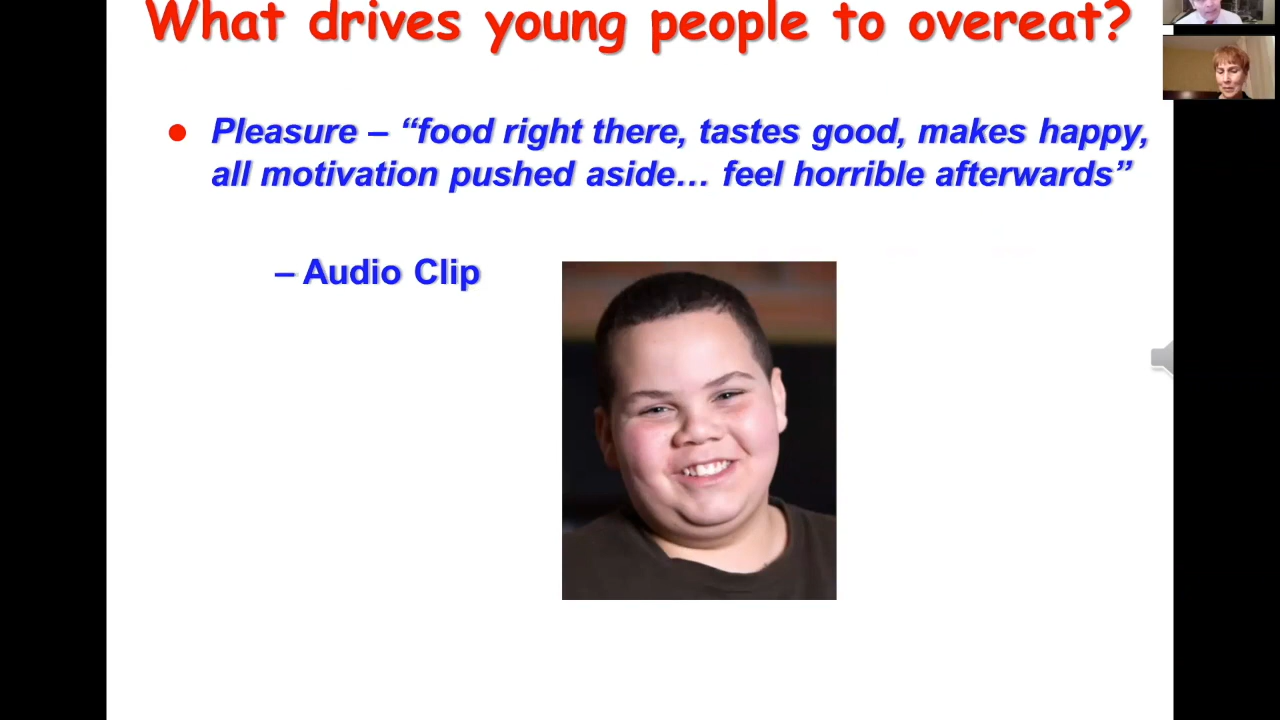 What drives young people to overeat?
● Pleasure – “food right there, tastes good, makes happy,
all motivation pushed aside… feel horrible afterwards”
– Audio Clip